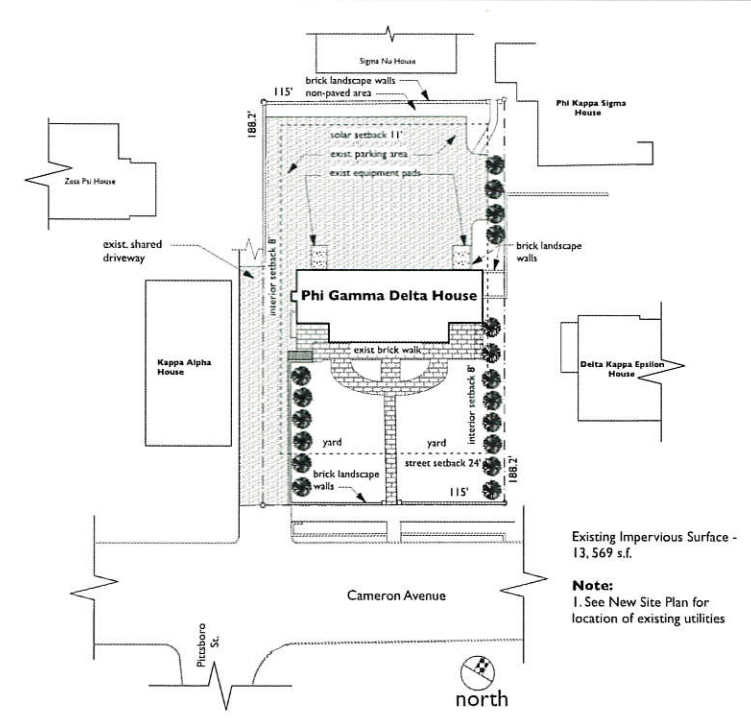 Sigma Nu House
brick landscape walls
115'
non-paved area
Phi Kappa Sigma
House
188.2'
solar setback 11'
exist. parking area
exist equipment pads
Zeta Psi House
exist. shared
driveway
interior setback 8'
brick landscape
walls
Phi Gamma Delta House
Kappa Alpha
House
exist brick walk
Delta Kappa Epsilon
House
interior setback 8'
yard
yard
street setback 24'
188.2'
brick landscape
walls
115'
Existing Impervious Surface -
13, 569 s.f.
Note:
1. See New Site Plan for
location of existing utilities
Cameron Avenue
Pittsboro
St.
north